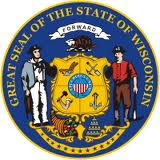 GREAT SEAL OF THE STATE OF WISCONSIN
FORWARD